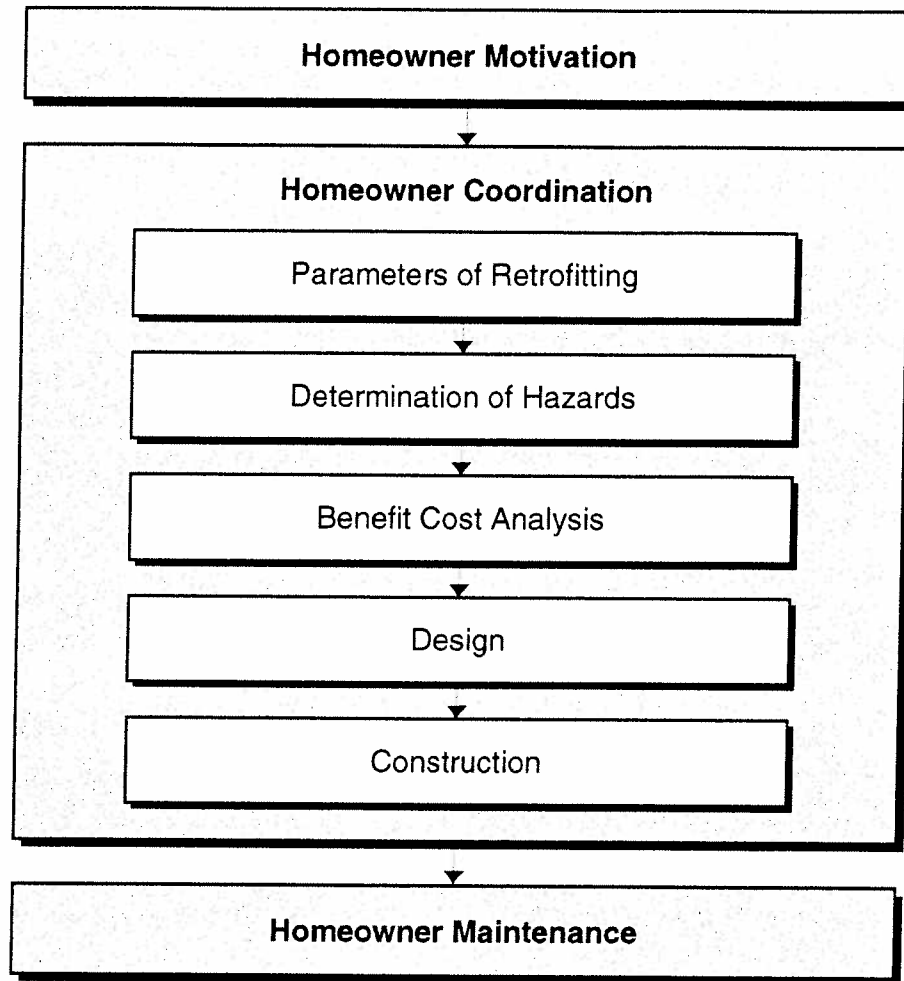 Homeowner Motivation
Homeowner Coordination
Parameters of Retrofitting
Determination of Hazards
Benefit Cost Analysis
Design
Construction
Homeowner Maintenance